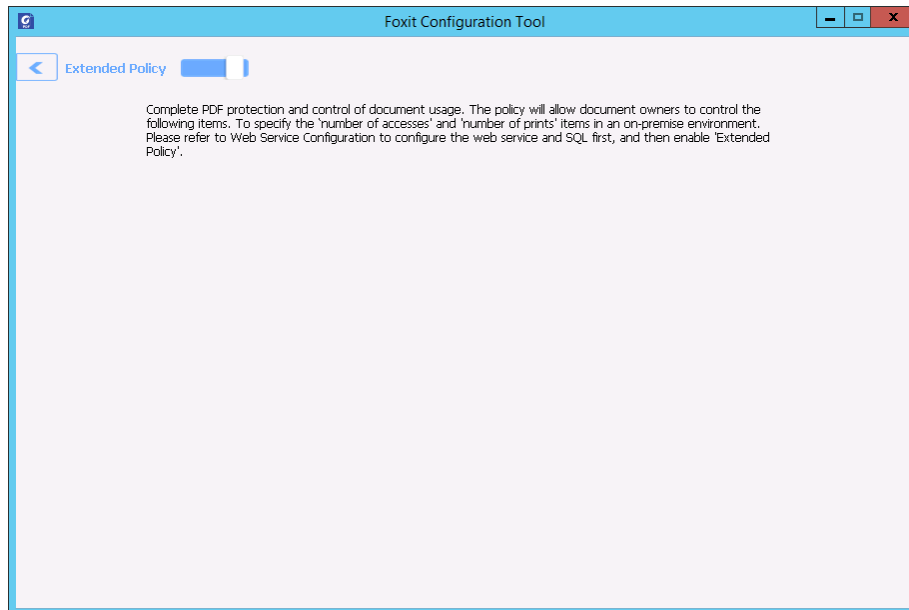 Foxit Configuration Tool
Extended Policy
Complete PDF protection and control of document usage. The policy will allow document owners to control the
following items. To specify the 'number of accesses' and 'number of prints' items in an on-premise environment.
Please refer to Web Service Configuration to configure the web service and SQL first, and then enable 'Extended
Policy'.